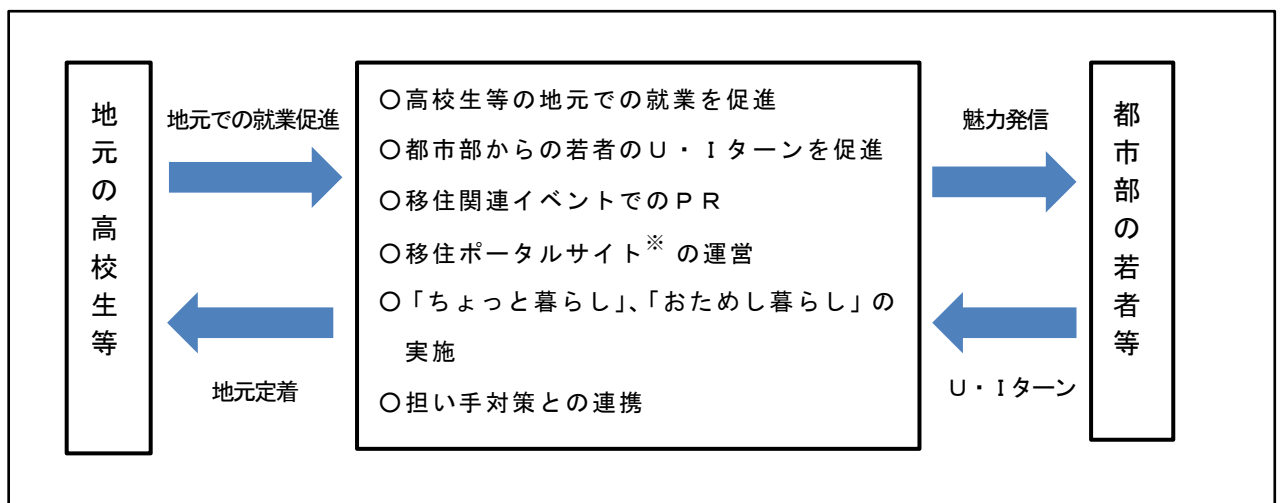 地元の高校生等
地元での就業促進
地元定着
〇高校生等の地元での就業を促進
〇都市部からの若者のＵ・Ｉターンを促進
〇移住関連イベントでのＰＲ
〇移住ポータルサイト※ の運営
〇「ちょっと暮らし」、「おためし暮らし」の
実施
〇担い手対策との連携
魅力発信
Ｕ・Ｉターン
都市部の若者等